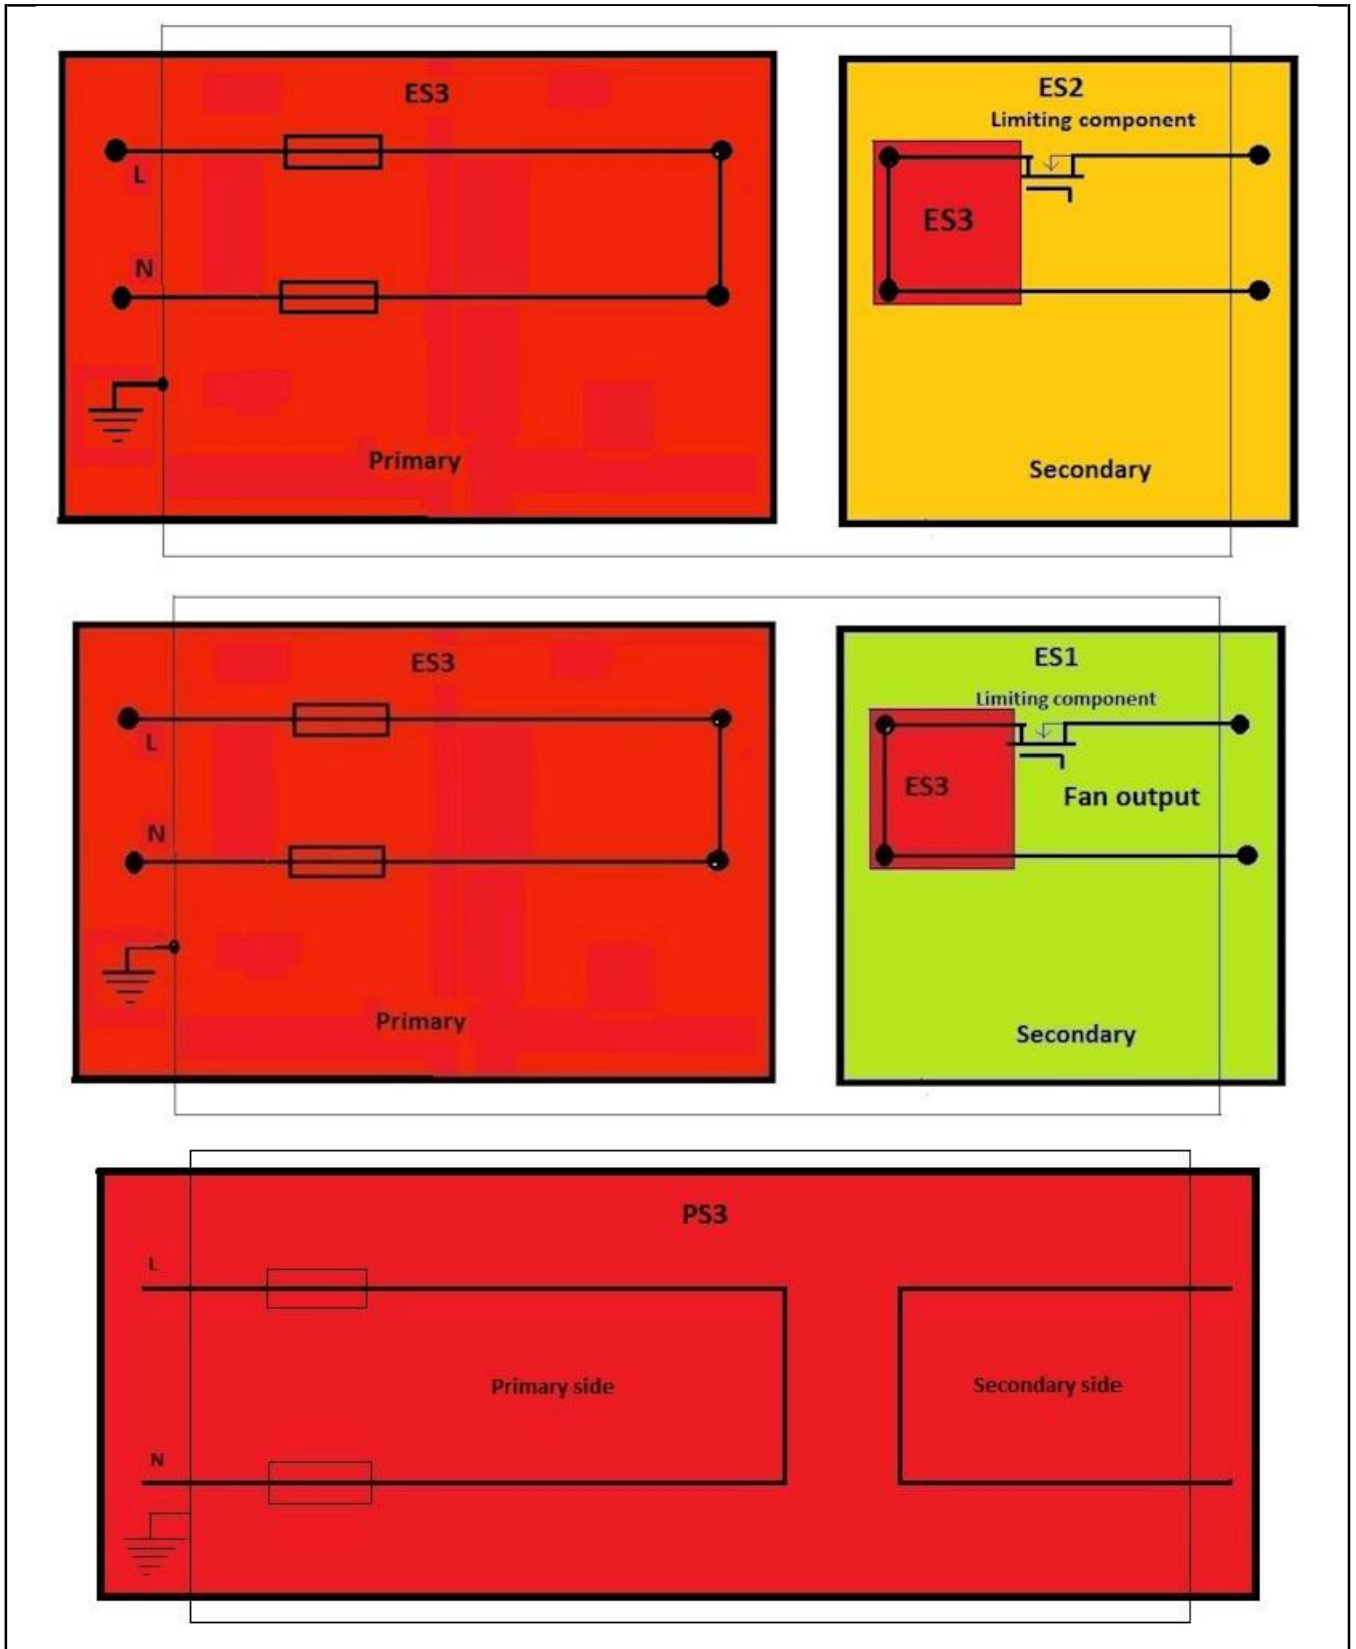 ES3
L
N
Primary
ES2
Limiting component
ES3
Secondary
ES3
L
N
Primary
ES1
Limiting component
ES3
Fan output
Secondary
PS3
L
Primary side
Secondary side
N